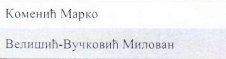 Коменић Марко
Велишић-Вучковић Милован